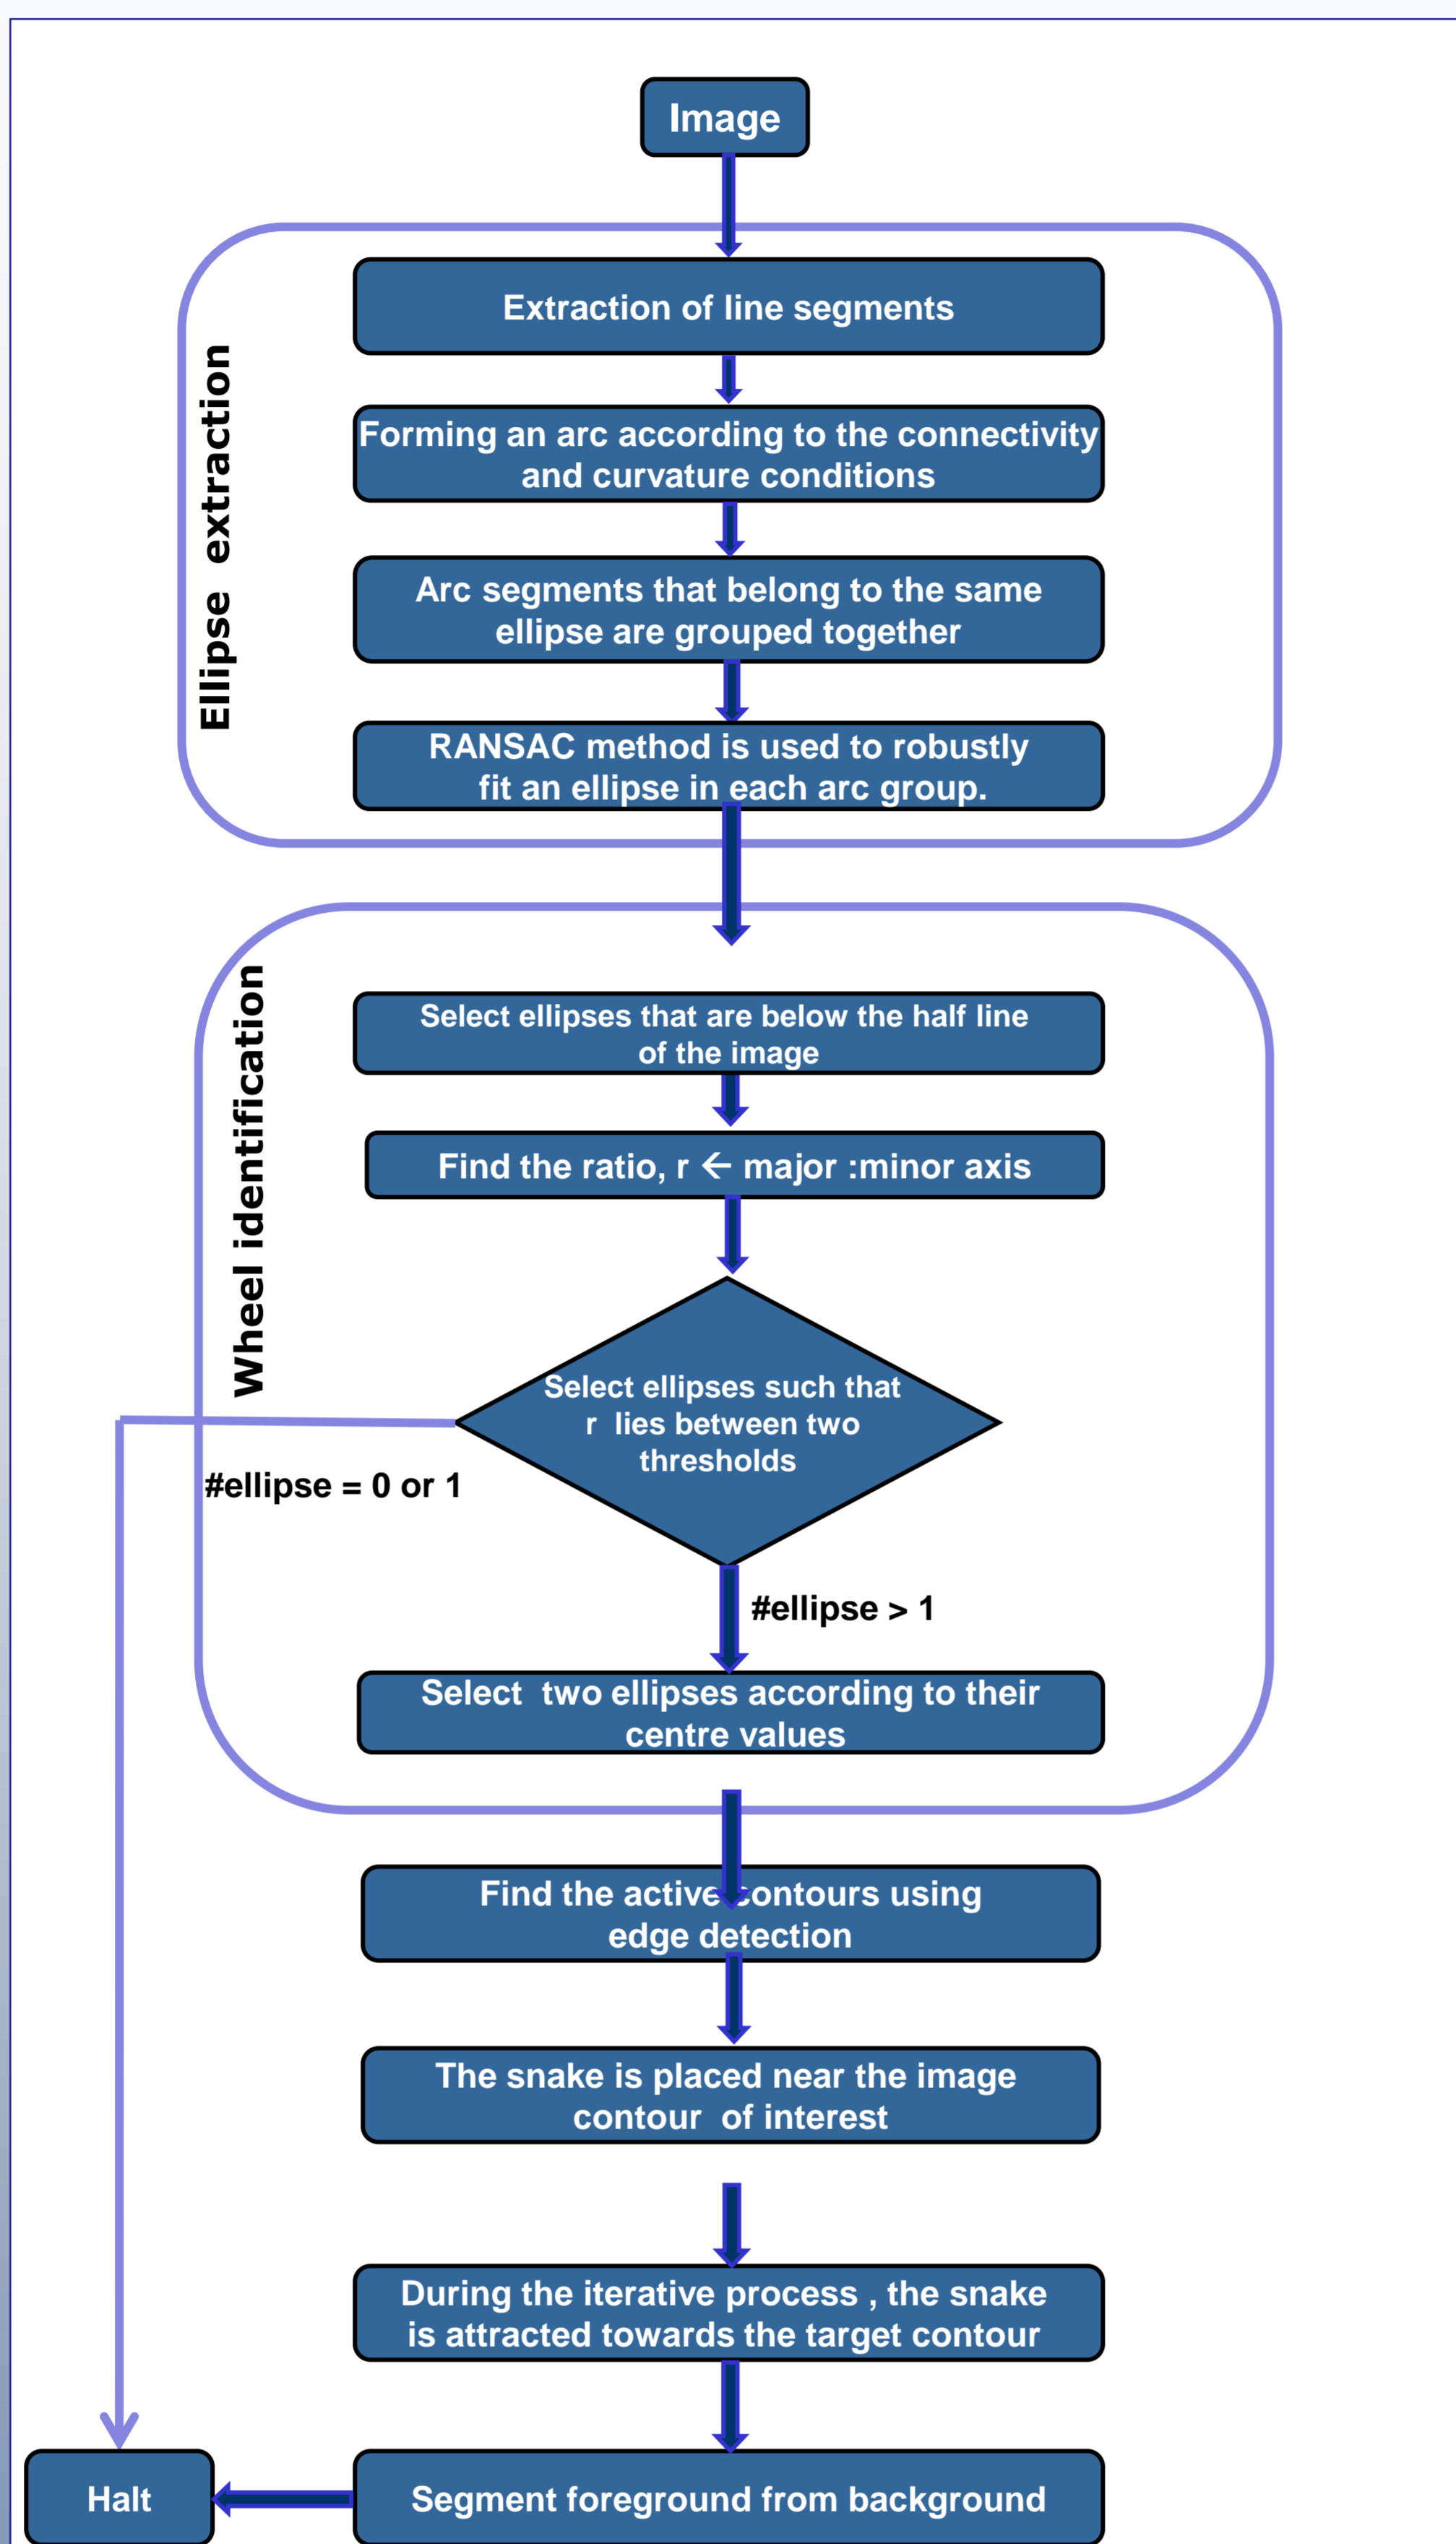 Image
Ellipse extraction
Extraction of line segments
Forming an arc according to the connectivity
and curvature conditions
Arc segments that belong to the same
ellipse are grouped together
RANSAC method is used to robustly
fit an ellipse in each arc group.
Wheel identification
Select ellipses that are below the half line
of the image
Find the ratio, r ← major :minor axis
Select ellipses such that
r lies between two
thresholds
#ellipse = 0 or 1
#ellipse > 1
Select two ellipses according to their
centre values
Find the active contours using
edge detection
The snake is placed near the image
contour of interest
During the iterative process , the snake
is attracted towards the target contour
Halt
Segment foreground from background